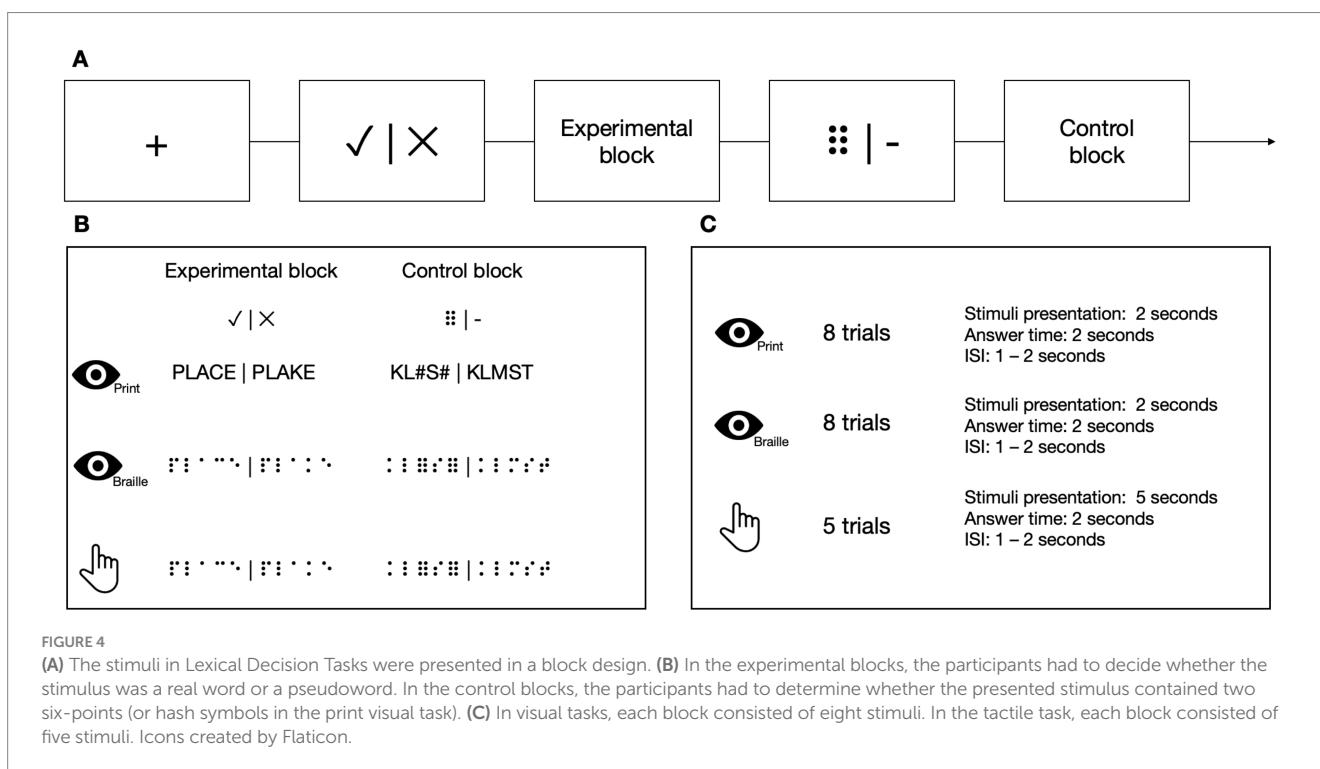 A
+
✓ | ✕
Experimental
block
⠿ | -
Control
block
B
Experimental block Control block
✓ | ✕ ⠿ | -
Print PLACE | PLAKE KL#S# | KLMST
Braille ⠏⠇⠁⠉⠑ | ⠏⠇⠁⠅⠑ ⠅⠇⠿⠎⠿ | ⠅⠇⠍⠎⠞
⠏⠇⠁⠉⠑ | ⠏⠇⠁⠅⠑ ⠅⠇⠿⠎⠿ | ⠅⠇⠍⠎⠞
C
Print
8 trials
Stimuli presentation: 2 seconds
Answer time: 2 seconds
ISI: 1 – 2 seconds
Braille
8 trials
Stimuli presentation: 2 seconds
Answer time: 2 seconds
ISI: 1 – 2 seconds
5 trials
Stimuli presentation: 5 seconds
Answer time: 2 seconds
ISI: 1 – 2 seconds
FIGURE 4
(A) The stimuli in Lexical Decision Tasks were presented in a block design. (B) In the experimental blocks, the participants had to decide whether the
stimulus was a real word or a pseudoword. In the control blocks, the participants had to determine whether the presented stimulus contained two
six-points (or hash symbols in the print visual task). (C) In visual tasks, each block consisted of eight stimuli. In the tactile task, each block consisted of
five stimuli. Icons created by Flaticon.